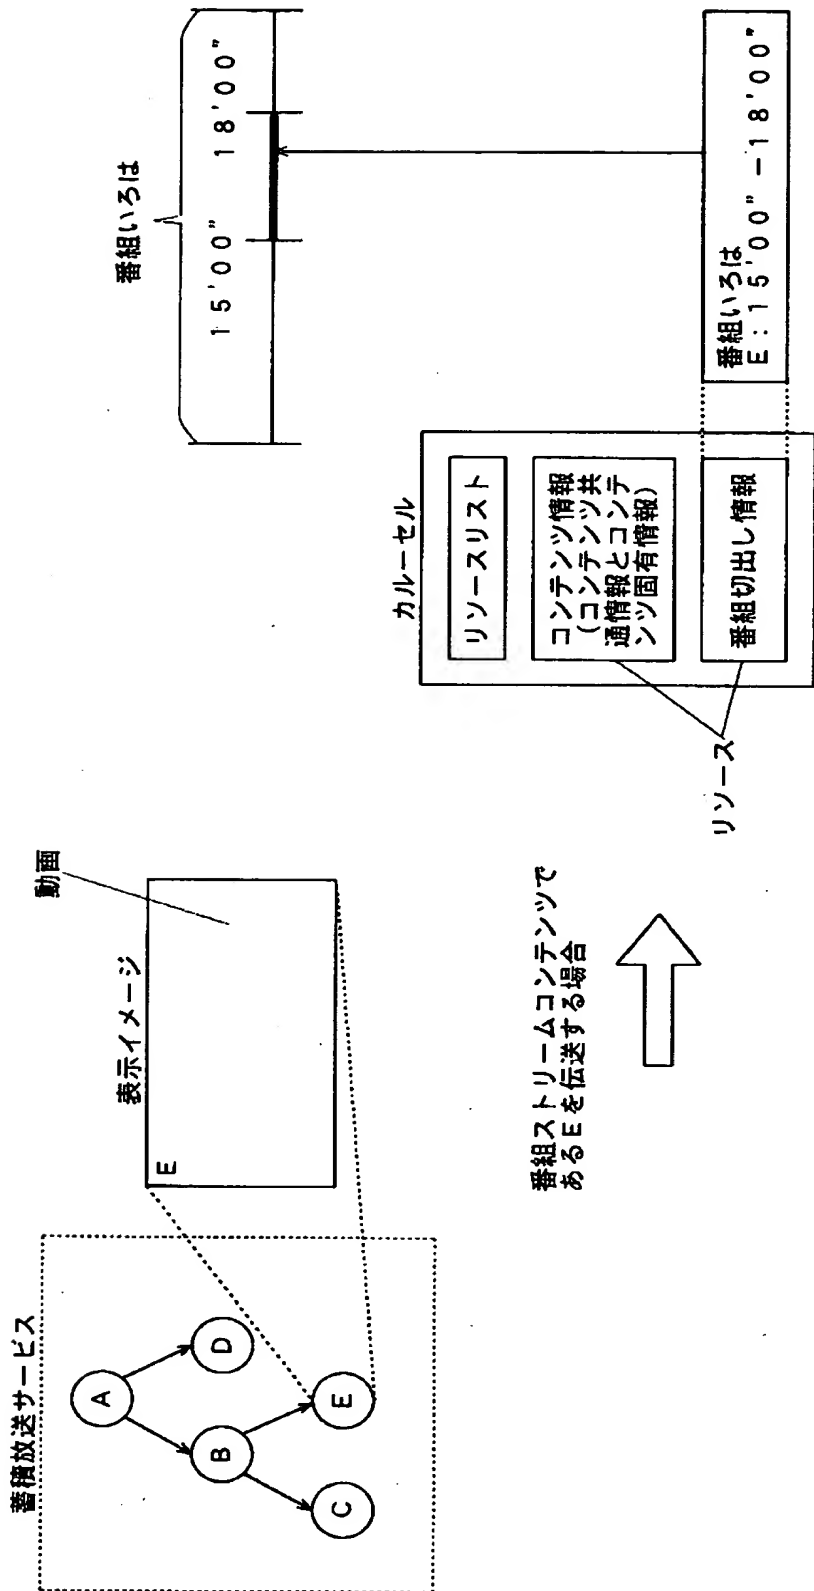 蓄積放送サービス
A
B
D
C
E
表示イメージ
E
動画
番組ストリームコンテンツで
あるEを伝送する場合
カルーセル
リソースリスト
コンテンツ情報
(コンテンツ共
通情報とコンテ
ンツ固有情報)
番組切出し情報
リソース
番組いろは
15'00" 18'00"
番組いろは
E:15'00"-18'00"